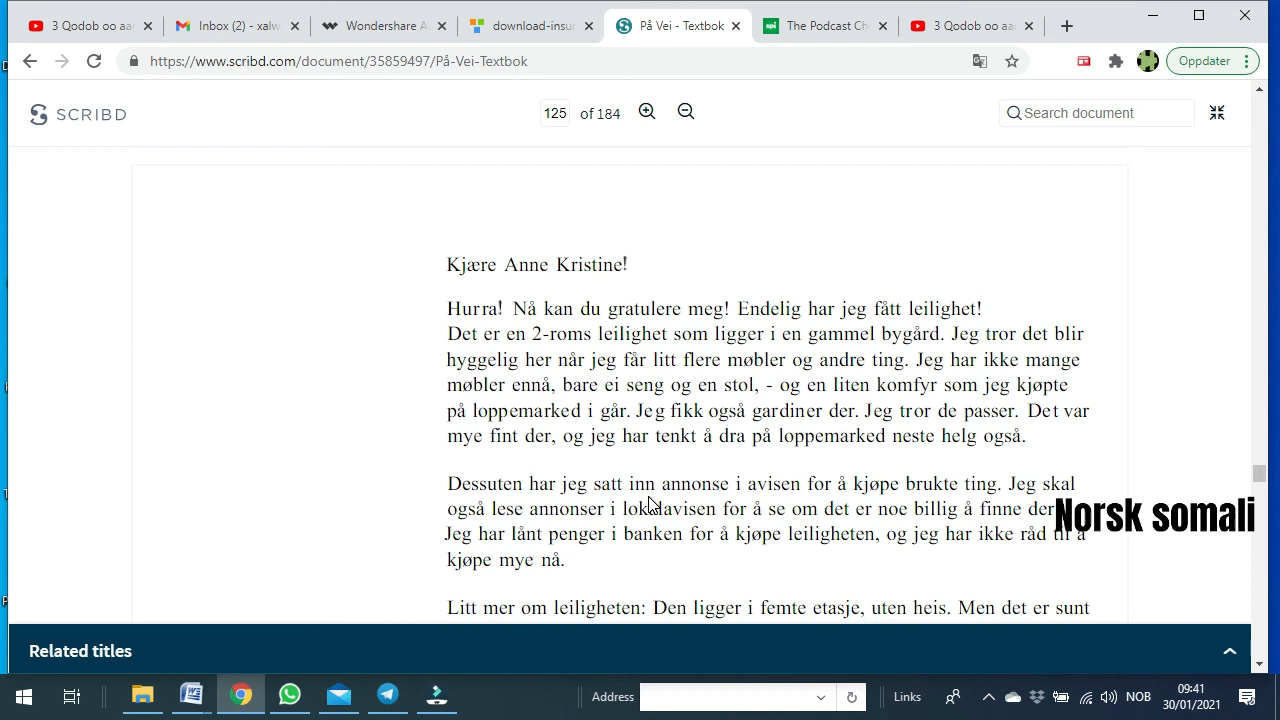 3 Qodob oo aa
Inbox (2) - xalw
Wondershare A
download-insur
På Vei - Textbok
The Podcast Ch
3 Qodob oo aa
https://www.scribd.com/document/35859497/På-Vei-Textbok
Oppdater
SCRIBD
125 of 184
Search document
Kjære Anne Kristine!
Hurra! Nå kan du gratulere meg! Endelig har jeg fått leilighet!
Det er en 2-roms leilighet som ligger i en gammel bygård. Jeg tror det blir
hyggelig her når jeg får litt flere møbler og andre ting. Jeg har ikke mange
møbler ennå, bare ei seng og en stol, - og en liten komfyr som jeg kjøpte
på loppemarked i går. Jeg fikk også gardiner der. Jeg tror de passer. Det var
mye fint der, og jeg har tenkt å dra på loppemarked neste helg også.
Dessuten har jeg satt inn annonse i avisen for å kjøpe brukte ting. Jeg skal
også lese annonser i lokalavisen for å se om det er noe billig å finne der
Norsk somali
Jeg har lånt penger i banken for å kjøpe leiligheten, og jeg har ikke råd til å
kjøpe mye nå.
Litt mer om leiligheten: Den ligger i femte etasje, uten heis. Men det er sunt
Related titles
Address
Links
NOB
09:41
30/01/2021